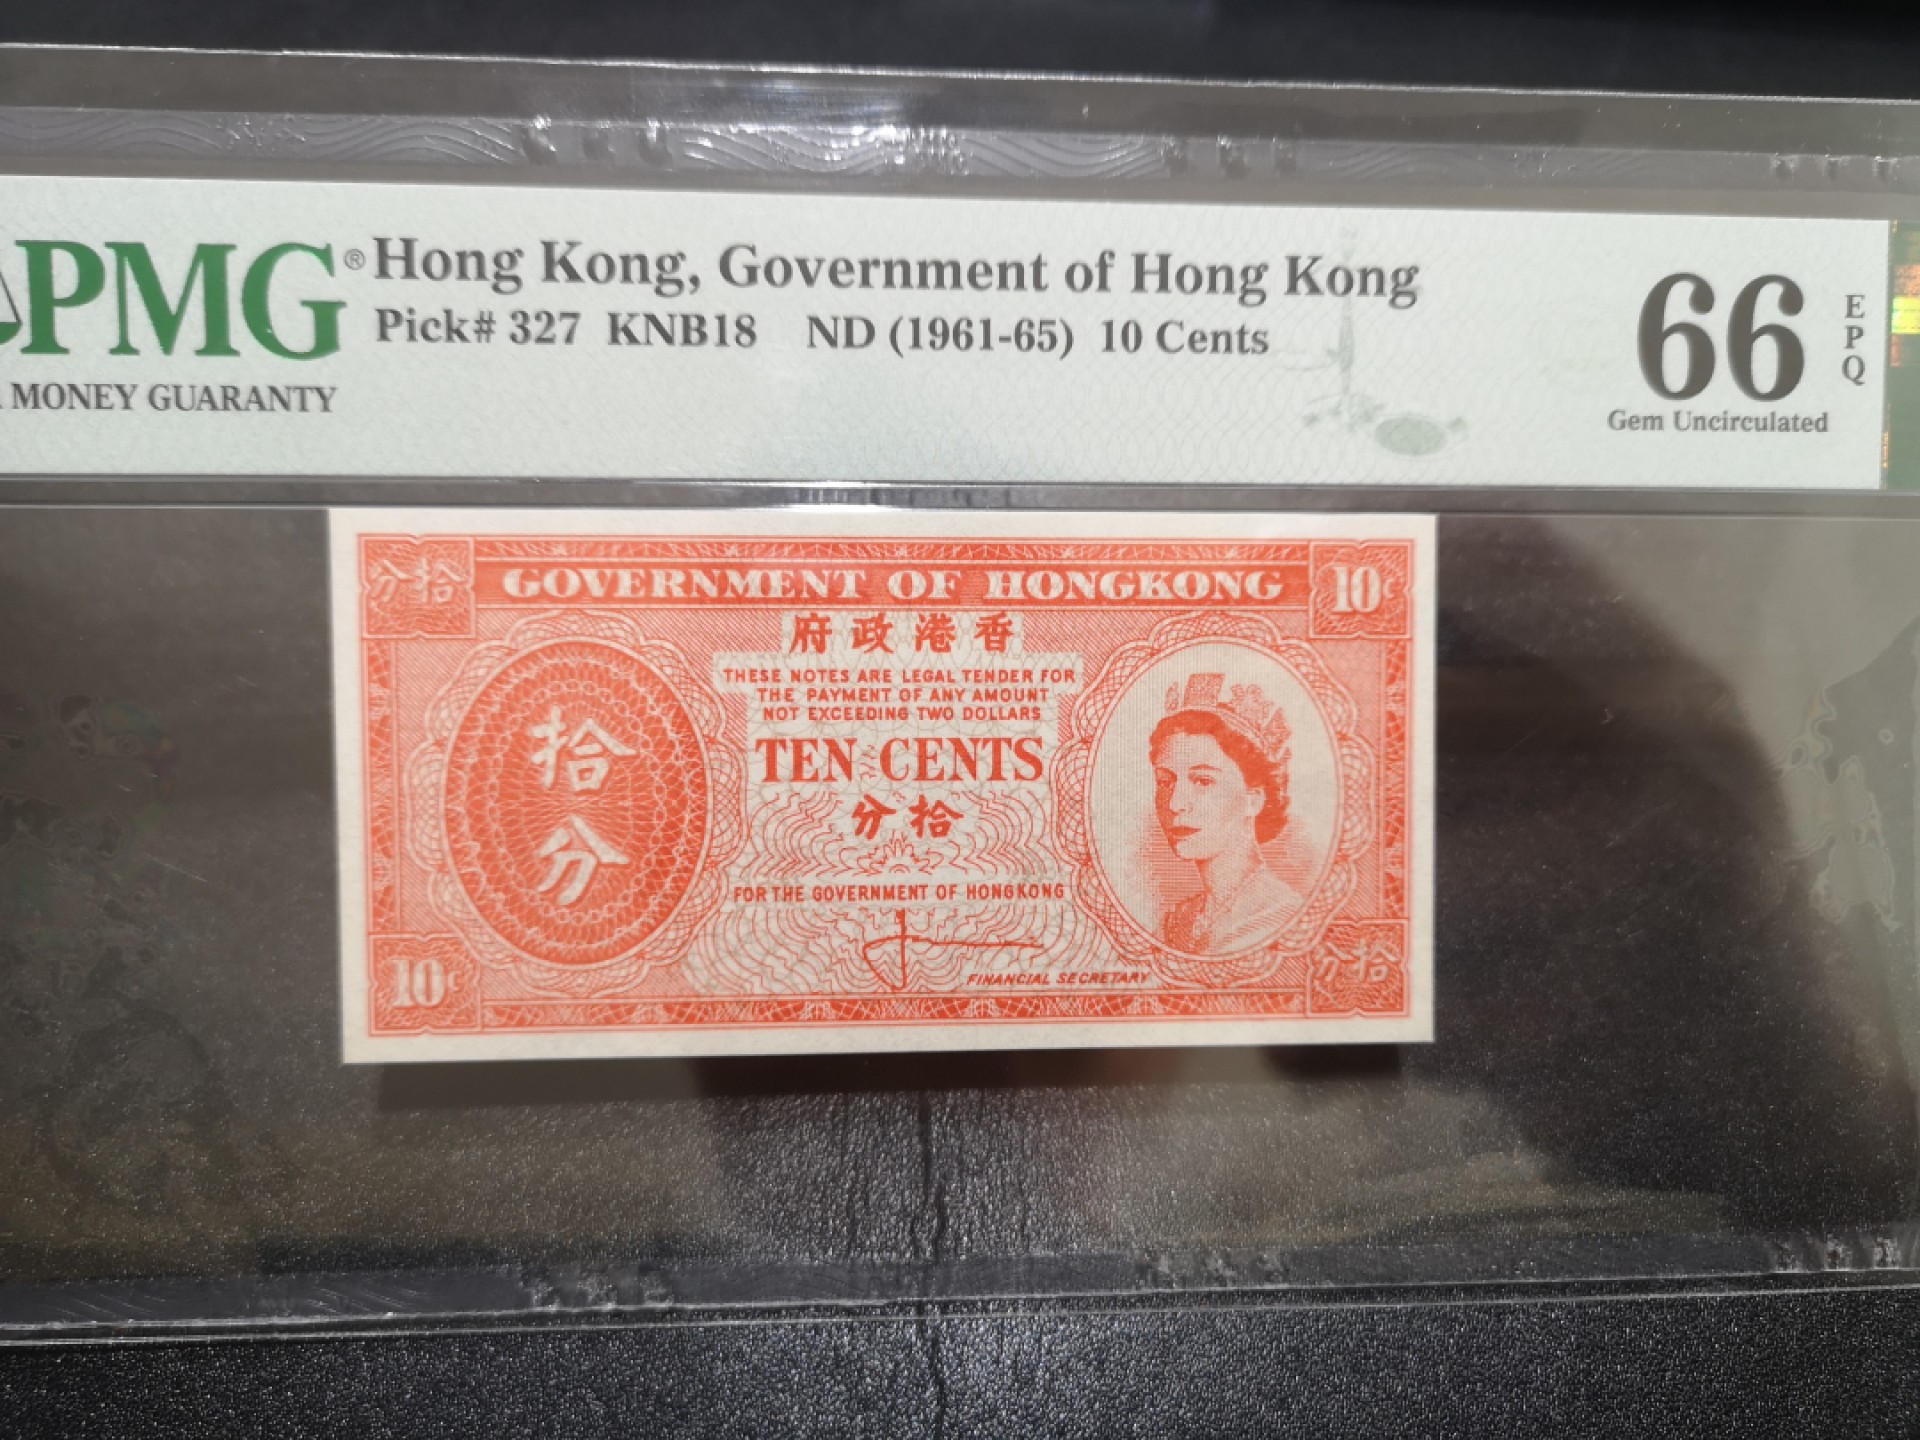 PMG®
MONEY GUARANTY
Hong Kong, Government of Hong Kong
Pick# 327 KNB18 ND (1961-65) 10 Cents
66
EPQ
Gem Uncirculated
分拾
GOVERNMENT OF HONGKONG
10¢
府政港香
THESE NOTES ARE LEGAL TENDER FOR
THE PAYMENT OF ANY AMOUNT
NOT EXCEEDING TWO DOLLARS
拾
分
TEN CENTS
分拾
FOR THE GOVERNMENT OF HONGKONG
FINANCIAL SECRETARY
10¢
分拾